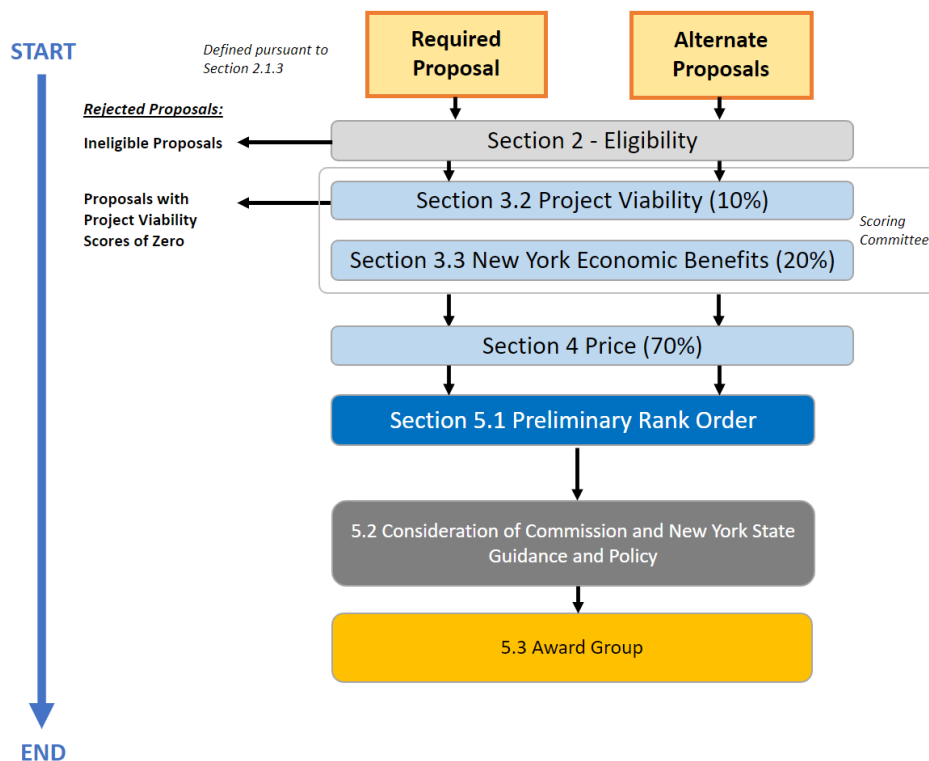 START
Defined pursuant to
Section 2.1.3
Required
Proposal
Alternate
Proposals
Rejected Proposals:
Ineligible Proposals
Section 2 - Eligibility
Proposals with
Project Viability
Scores of Zero
Section 3.2 Project Viability (10%)
Scoring
Committee
Section 3.3 New York Economic Benefits (20%)
Section 4 Price (70%)
Section 5.1 Preliminary Rank Order
5.2 Consideration of Commission and New York State
Guidance and Policy
5.3 Award Group
END